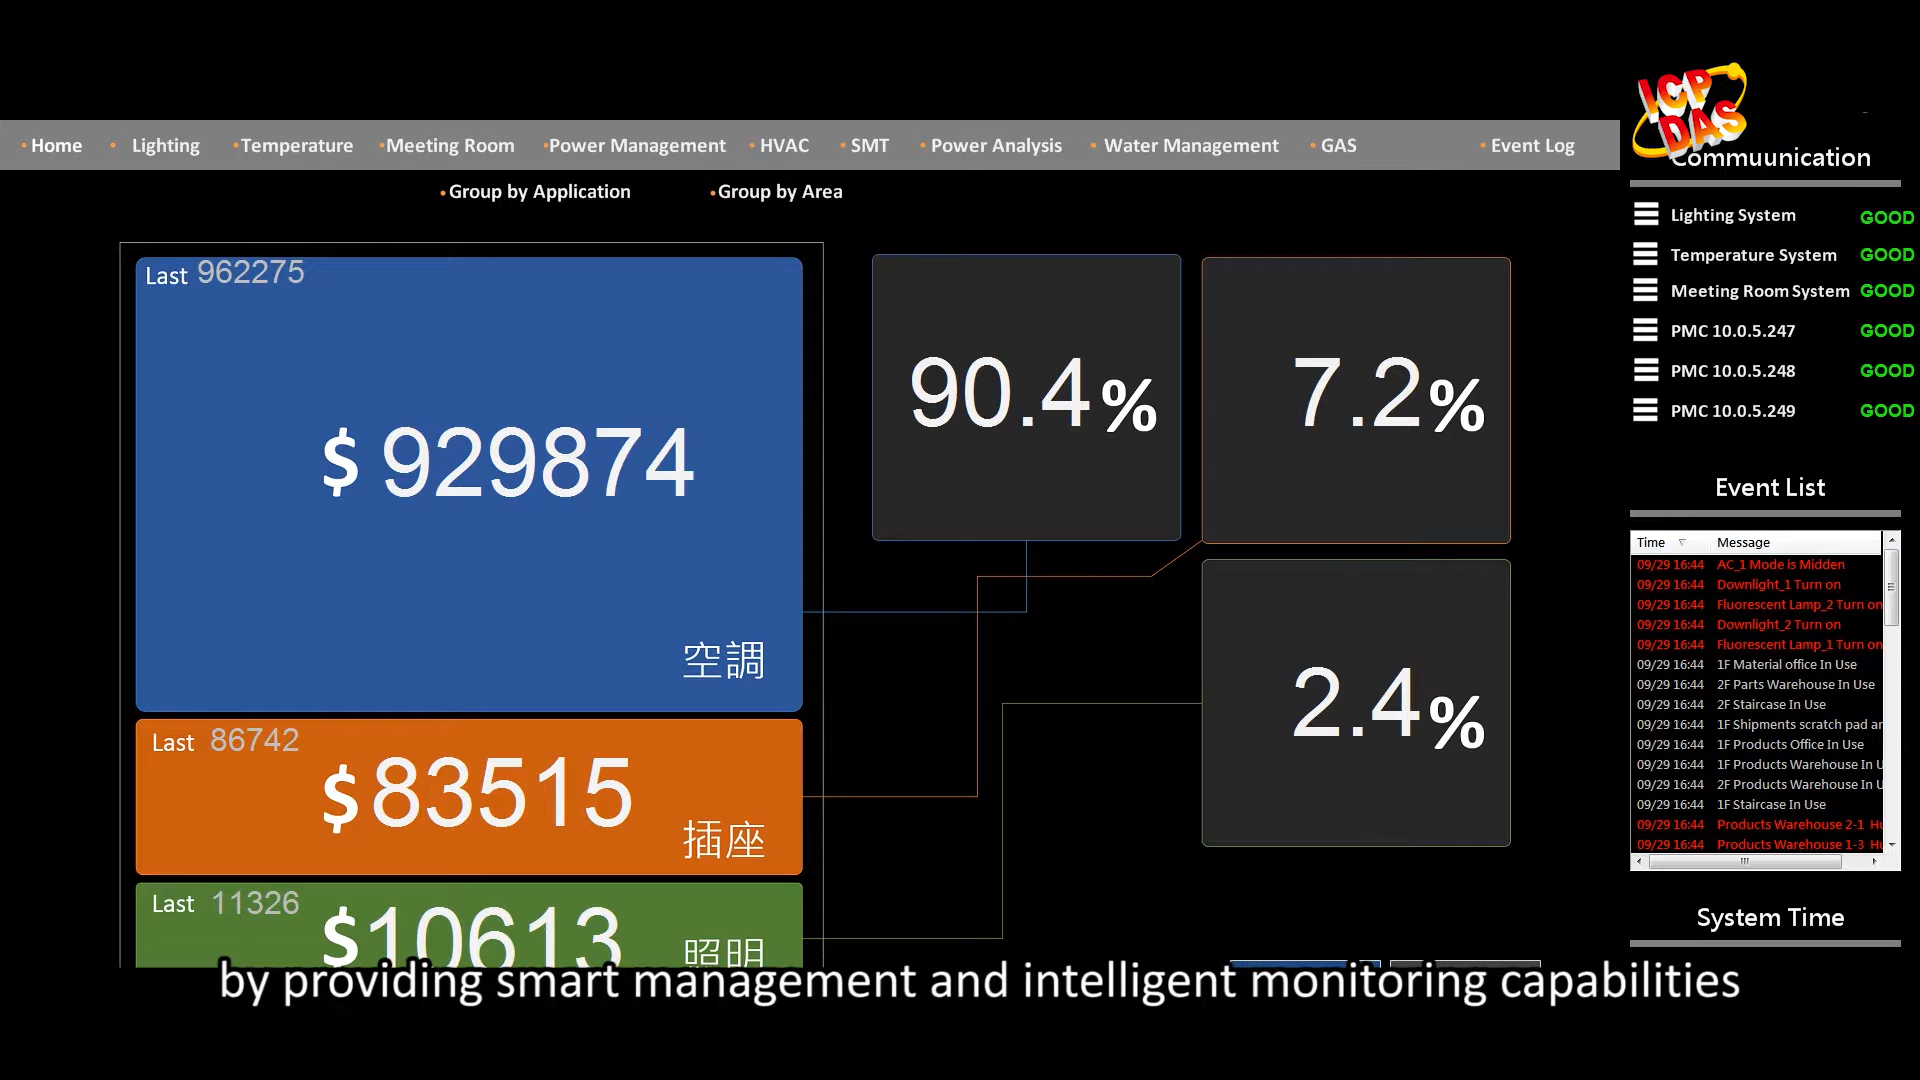 ICP
DAS
•Home •Lighting •Temperature •Meeting Room •Power Management •HVAC •SMT •Power Analysis •Water Management •GAS •Event Log
•Group by Application •Group by Area
Last 962275
$ 929874
空調
Last 86742
$ 83515
插座
Last 11326
$10613
照明
90.4%
7.2%
2.4%
Commuunication
Lighting System GOOD
Temperature System GOOD
Meeting Room System GOOD
PMC 10.0.5.247 GOOD
PMC 10.0.5.248 GOOD
PMC 10.0.5.249 GOOD
Event List
Time Message
09/29 16:44 AC_1 Mode is Midden
09/29 16:44 Downlight_1 Turn on
09/29 16:44 Fluorescent Lamp_2 Turn on
09/29 16:44 Downlight_2 Turn on
09/29 16:44 Fluorescent Lamp_1 Turn on
09/29 16:44 1F Material office In Use
09/29 16:44 2F Parts Warehouse In Use
09/29 16:44 2F Staircase In Use
09/29 16:44 1F Shipments scratch pad ar
09/29 16:44 1F Products Office In Use
09/29 16:44 1F Products Warehouse In U
09/29 16:44 2F Products Warehouse In U
09/29 16:44 1F Staircase In Use
09/29 16:44 Products Warehouse 2-1 Hu
09/29 16:44 Products Warehouse 1-3 Hu
System Time
by providing smart management and intelligent monitoring capabilities